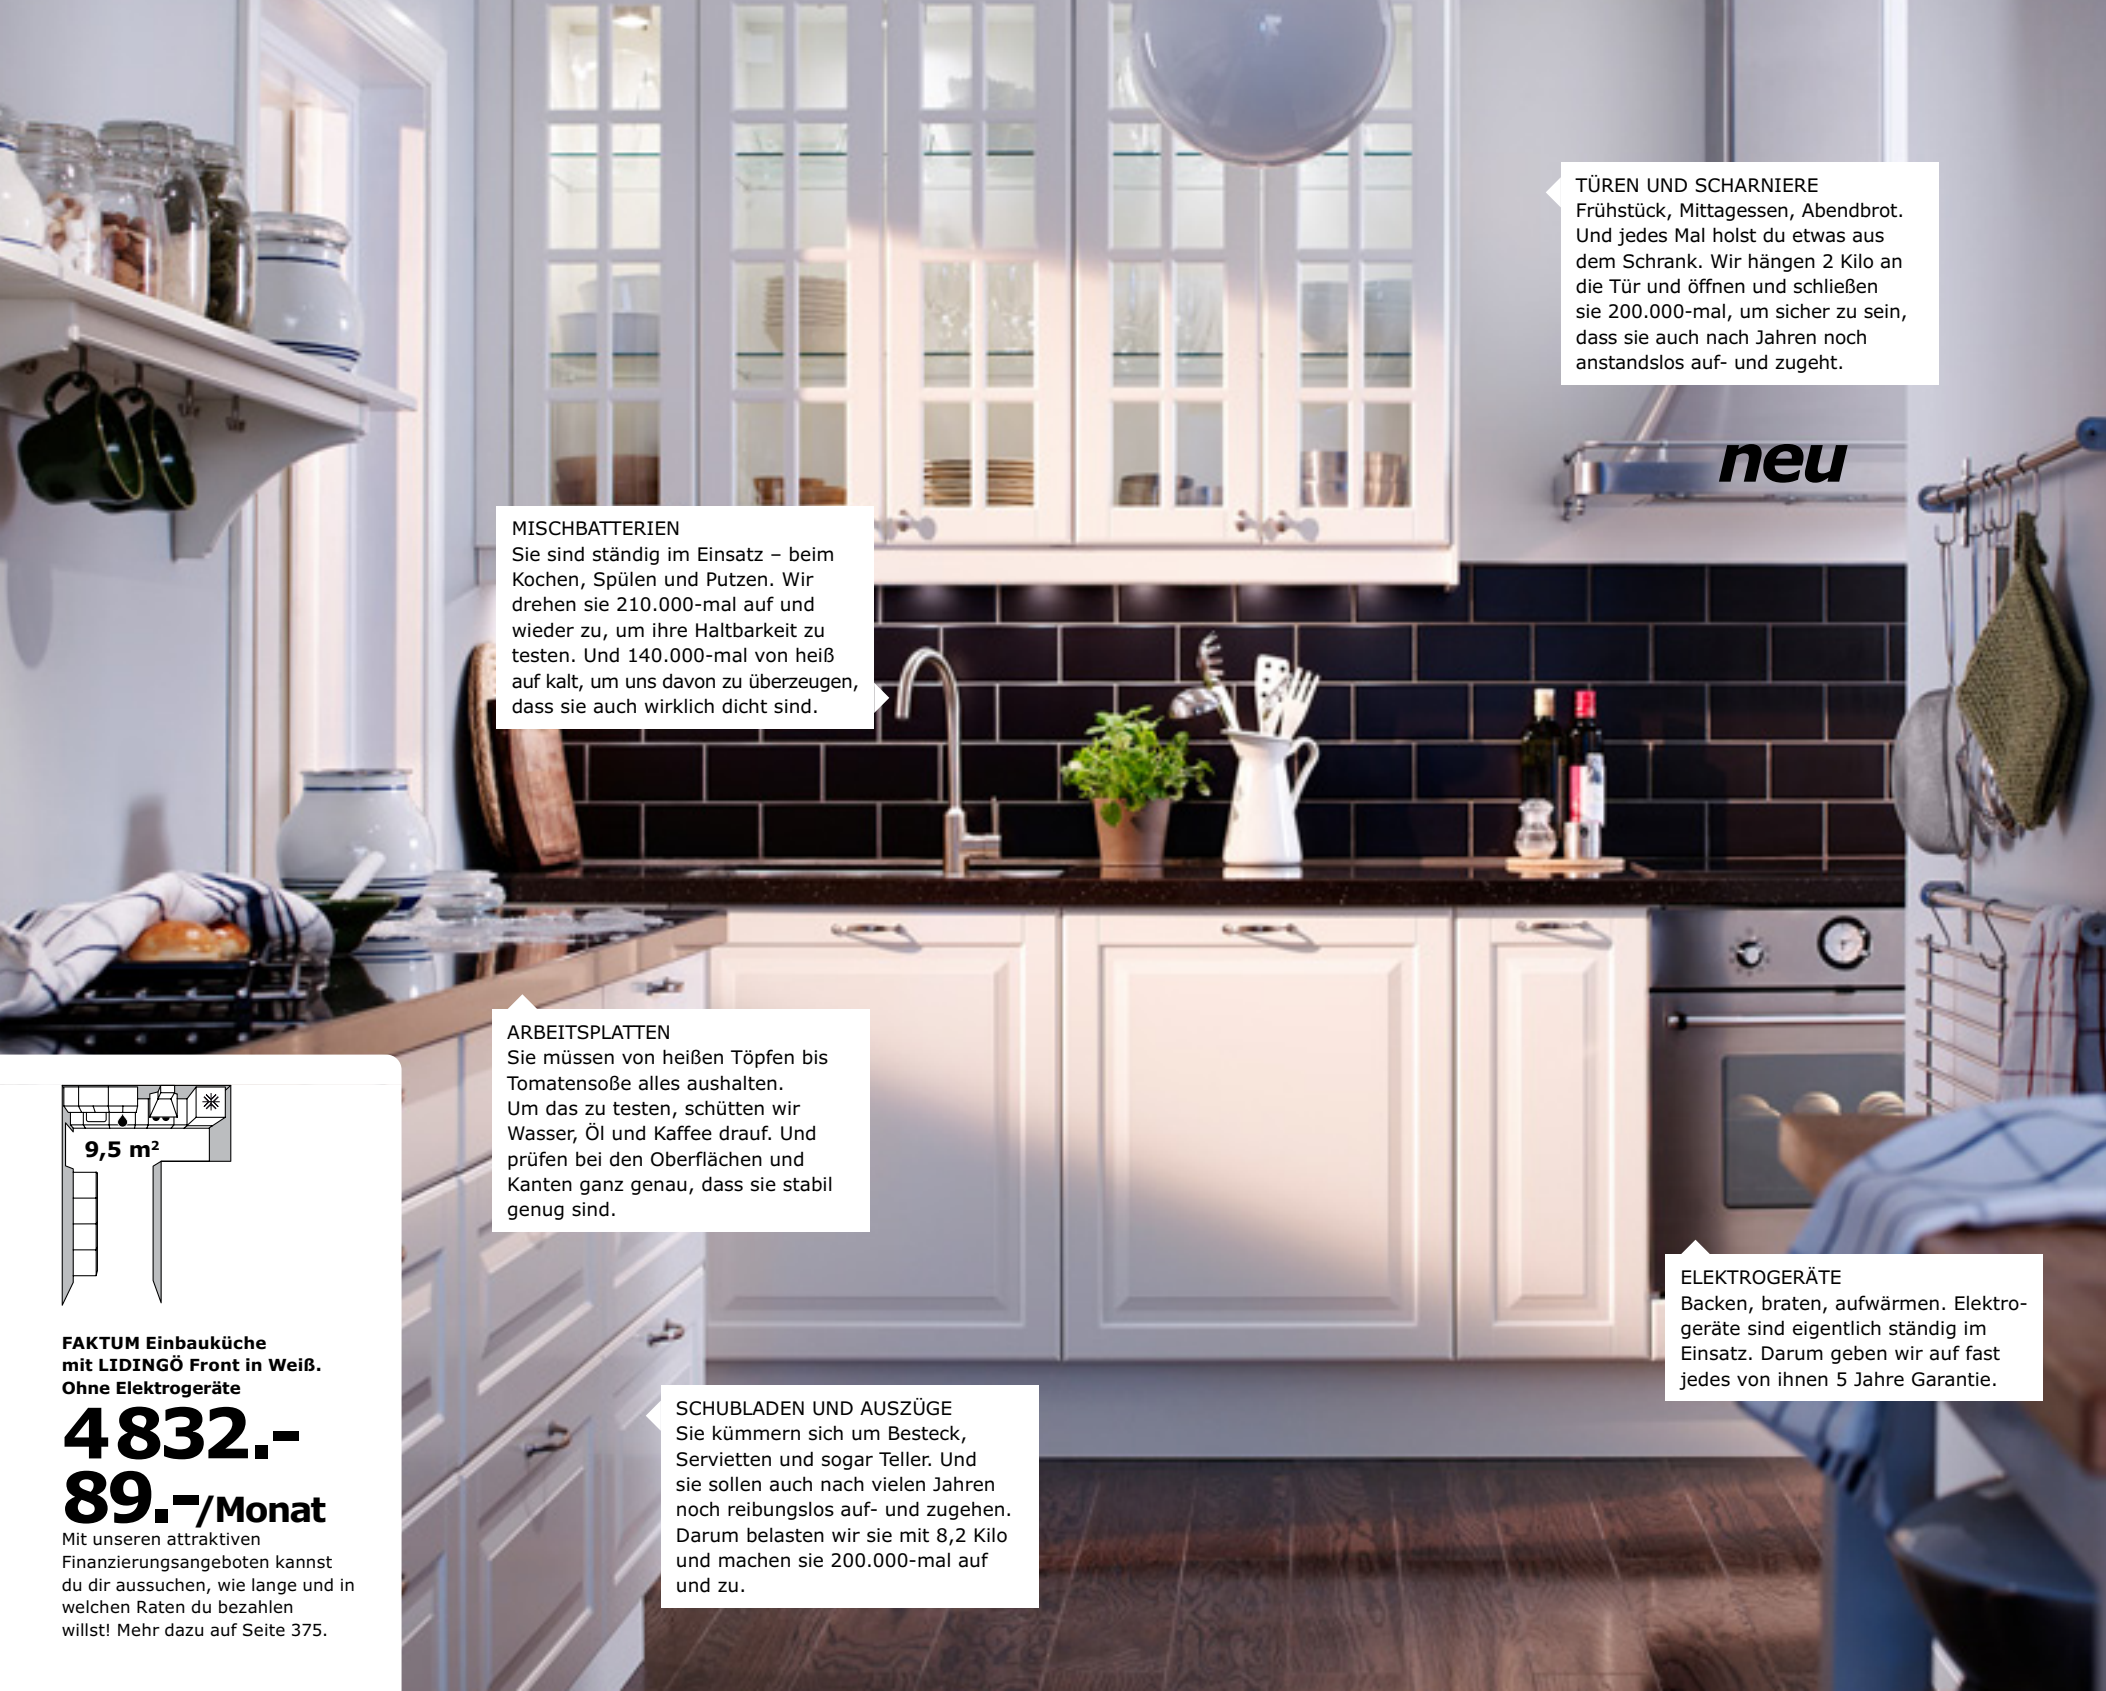 TÜREN UND SCHARNIERE
Frühstück, Mittagessen, Abendbrot.
Und jedes Mal holst du etwas aus
dem Schrank. Wir hängen 2 Kilo an
die Tür und öffnen und schließen
sie 200.000-mal, um sicher zu sein,
dass sie auch nach Jahren noch
anstandslos auf- und zugeht.
neu
MISCHBATTERIEN
Sie sind ständig im Einsatz – beim
Kochen, Spülen und Putzen. Wir
drehen sie 210.000-mal auf und
wieder zu, um ihre Haltbarkeit zu
testen. Und 140.000-mal von heiß
auf kalt, um uns davon zu überzeugen,
dass sie auch wirklich dicht sind.
ARBEITSPLATTEN
Sie müssen von heißen Töpfen bis
Tomatensoße alles aushalten.
Um das zu testen, schütten wir
Wasser, Öl und Kaffee drauf. Und
prüfen bei den Oberflächen und
Kanten ganz genau, dass sie stabil
genug sind.
9,5 m²
FAKTUM Einbauküche
mit LIDINGÖ Front in Weiß.
Ohne Elektrogeräte
4832.-
89.-/Monat
Mit unseren attraktiven
Finanzierungsangeboten kannst
du dir aussuchen, wie lange und in
welchen Raten du bezahlen
willst! Mehr dazu auf Seite 375.
SCHUBLADEN UND AUSZÜGE
Sie kümmern sich um Besteck,
Servietten und sogar Teller. Und
sie sollen auch nach vielen Jahren
noch reibungslos auf- und zugehen.
Darum belasten wir sie mit 8,2 Kilo
und machen sie 200.000-mal auf
und zu.
ELEKTROGERÄTE
Backen, braten, aufwärmen. Elektro-
geräte sind eigentlich ständig im
Einsatz. Darum geben wir auf fast
jedes von ihnen 5 Jahre Garantie.